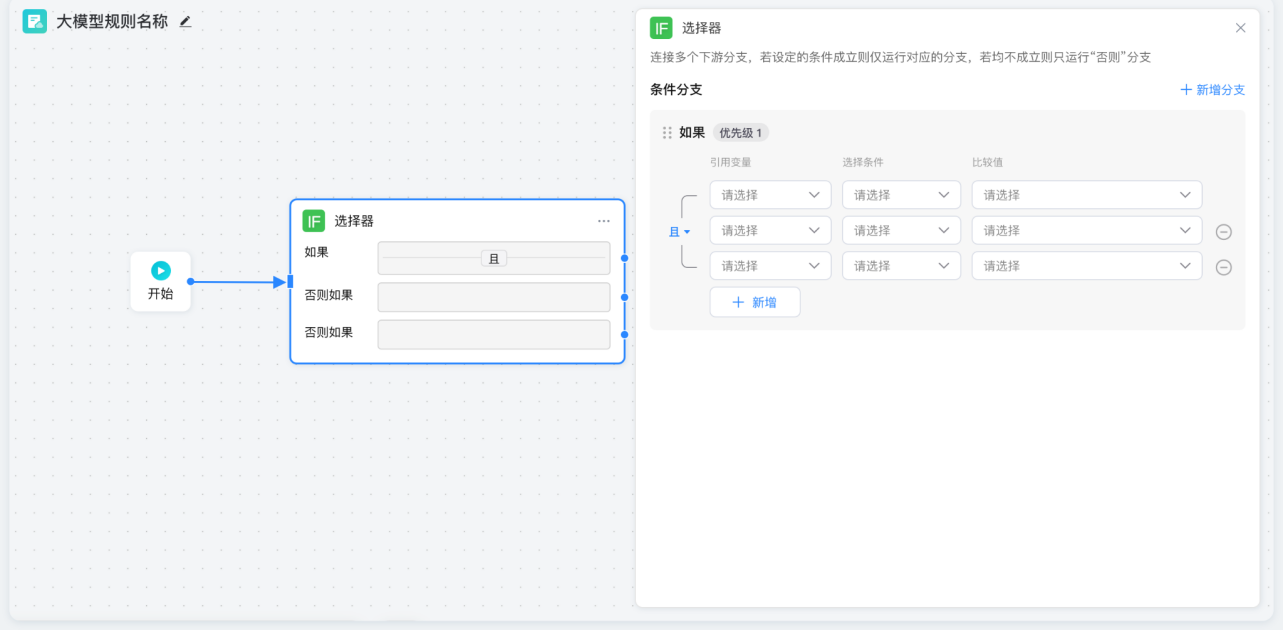 大模型规则名称
开始
IF 选择器
如果
且
否则如果
否则如果
IF 选择器
连接多个下游分支，若设定的条件成立则仅运行对应的分支，若均不成立则只运行“否则”分支
条件分支 新增分支
如果 优先级 1
引用变量 选择条件 比较值
请选择 请选择 请选择
且 请选择 请选择 请选择
请选择 请选择 请选择
新增